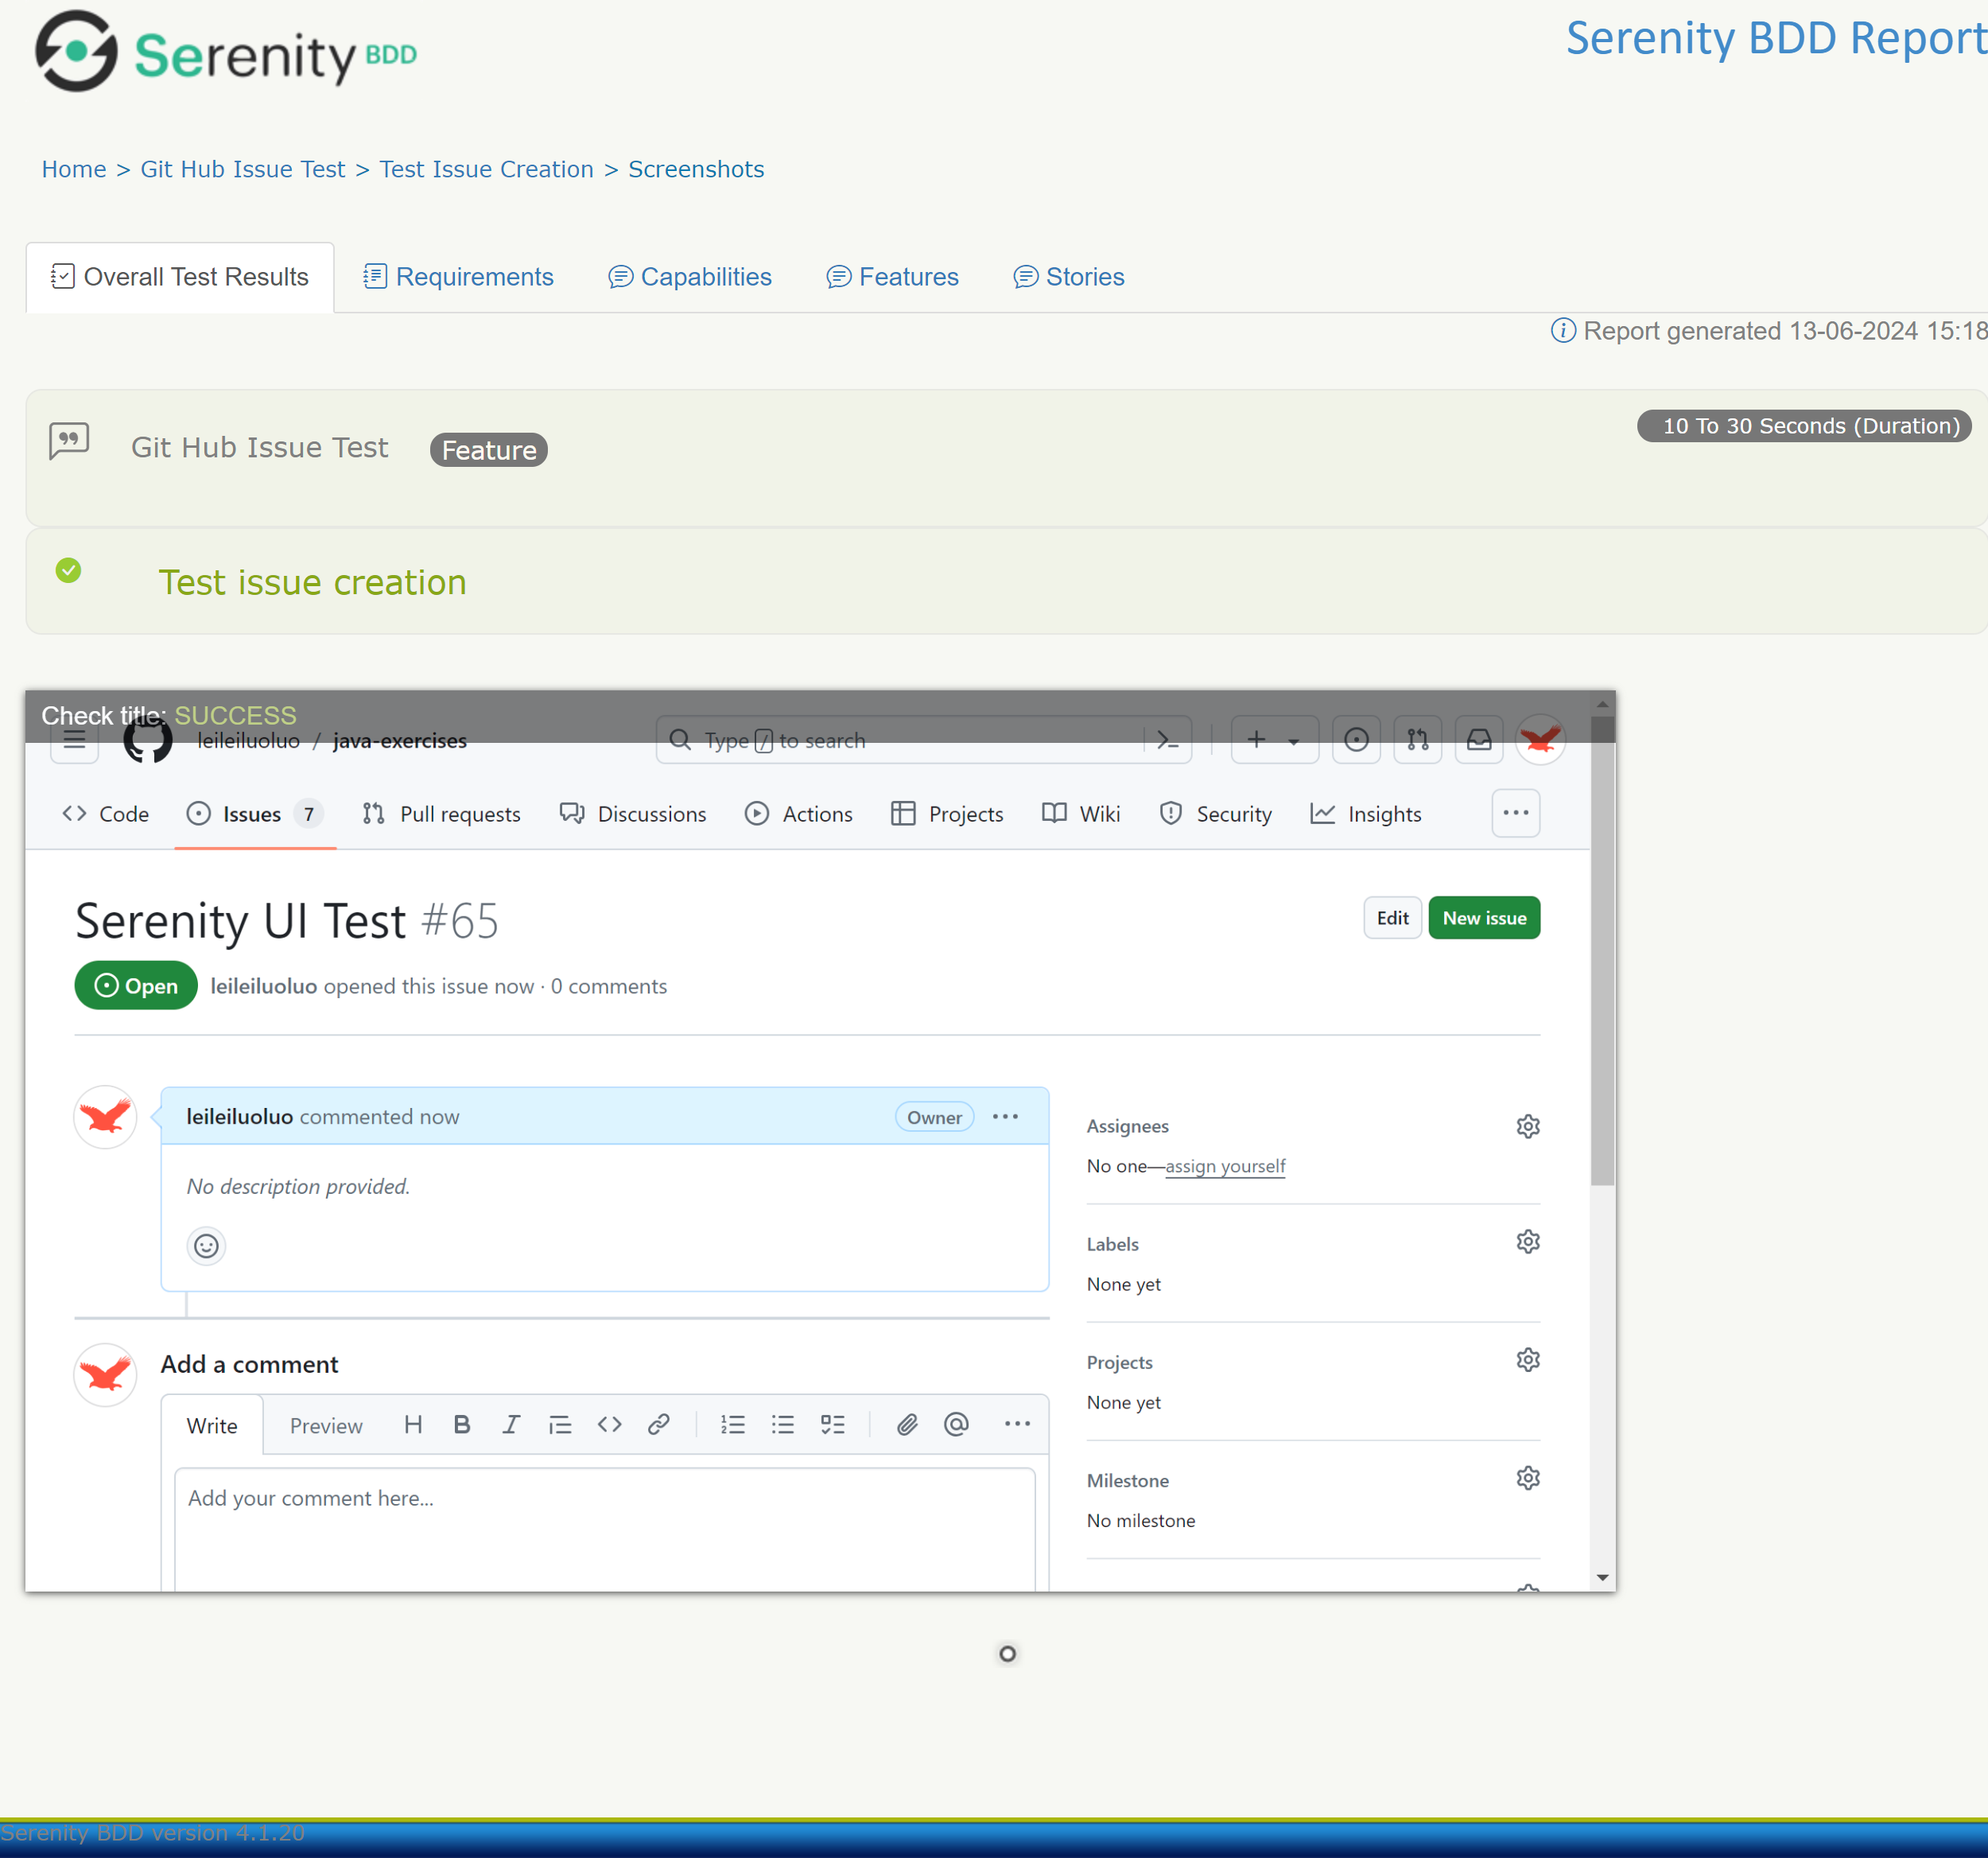 Serenity BDD
Serenity BDD Report
Home > Git Hub Issue Test > Test Issue Creation > Screenshots
Overall Test Results Requirements Capabilities Features Stories
Report generated 13-06-2024 15:18
Git Hub Issue Test Feature
10 To 30 Seconds (Duration)
Test issue creation
Check title: SUCCESS
leileiluoluo / java-exercises Type / to search
Code Issues 7 Pull requests Discussions Actions Projects Wiki Security Insights
Serenity UI Test #65
Edit New issue
Open leileiluoluo opened this issue now · 0 comments
leileiluoluo commented now Owner
No description provided.
Assignees
No one—assign yourself
Labels
None yet
Projects
None yet
Milestone
No milestone
Add a comment
Write Preview
Add your comment here...
Serenity BDD version 4.1.20